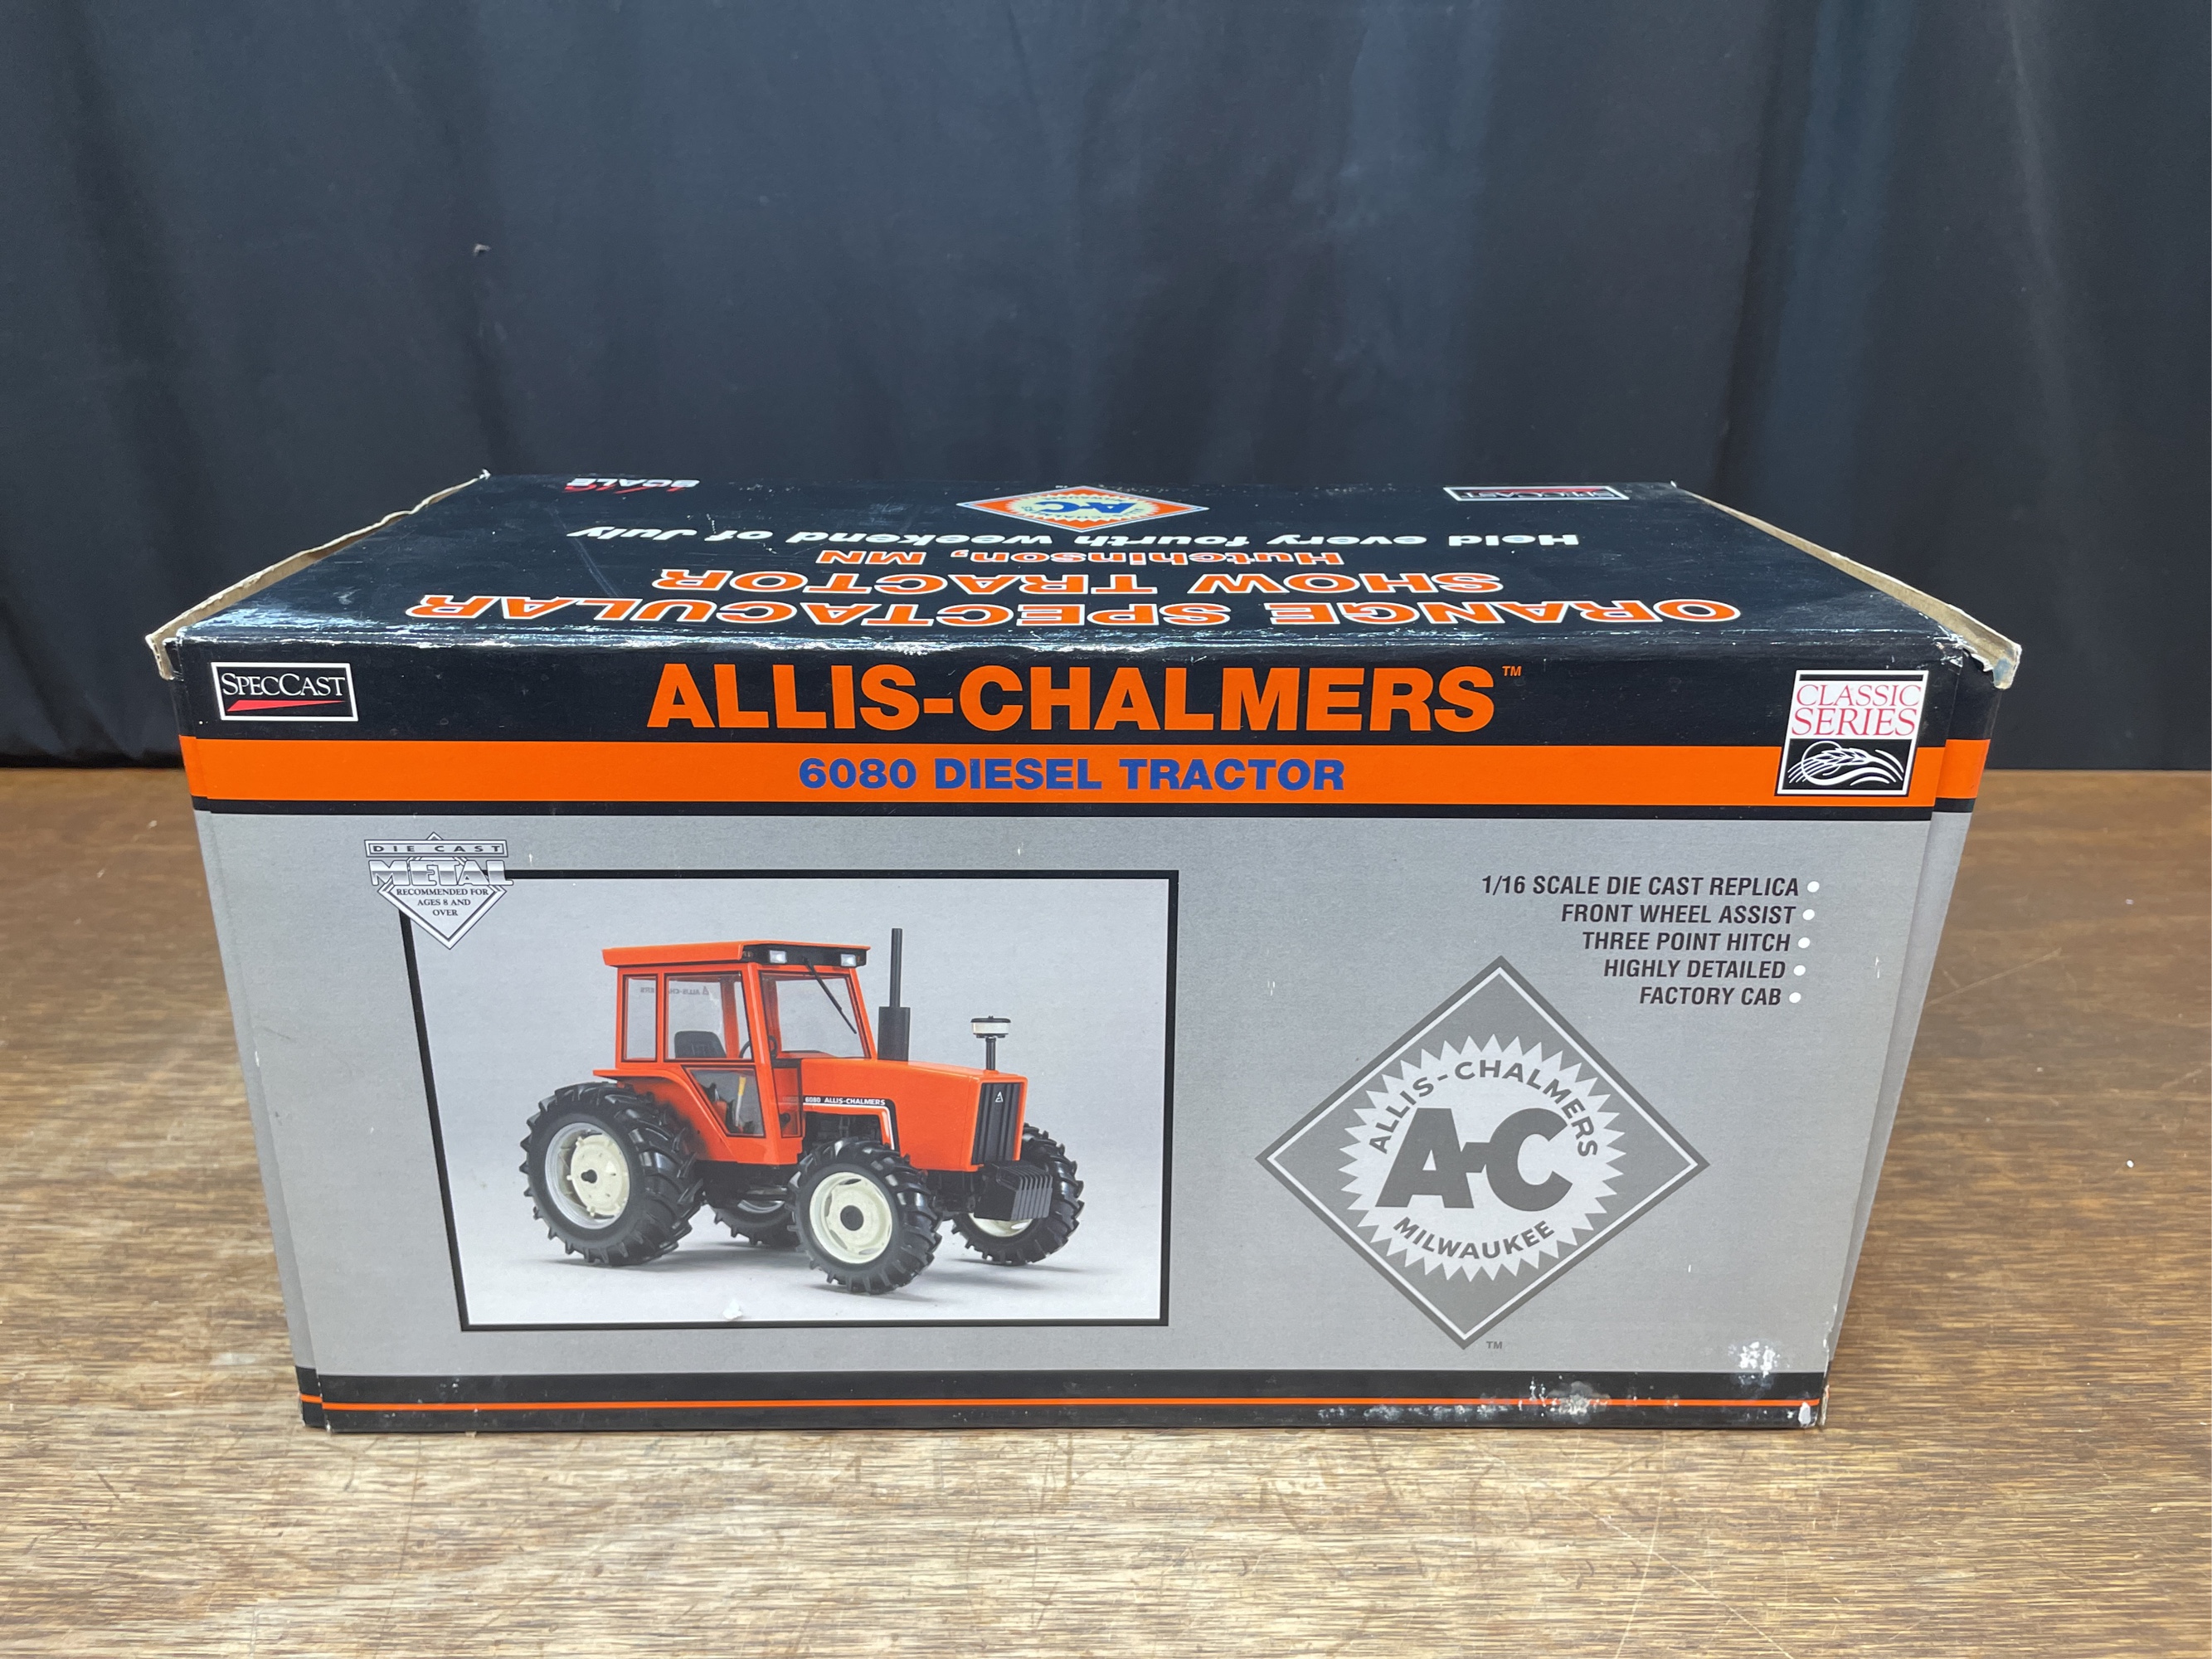 ORANGE SPECTACULAR
SHOW TRACTOR
Hutchinson, MN
Held every fourth weekend of July
A-C
SPECCAST
1/16
SCALE
SPECCAST
ALLIS-CHALMERS™
CLASSIC
SERIES
6080 DIESEL TRACTOR
DIE CAST
METAL
RECOMMENDED FOR
AGES 8 AND
OVER
1/16 SCALE DIE CAST REPLICA
FRONT WHEEL ASSIST
THREE POINT HITCH
HIGHLY DETAILED
FACTORY CAB
6080 ALLIS-CHALMERS
ALLIS-CHALMERS
A-C
MILWAUKEE
TM